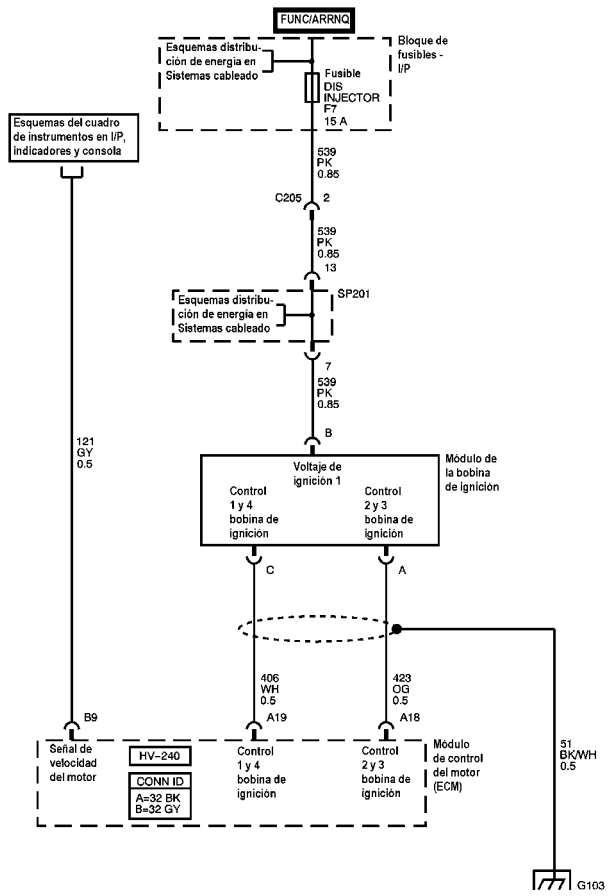 FUNC/ARRNQ
Esquemas distribu-
ción de energía en
Sistemas cableado
Bloque de
fusibles -
I/P
Fusible
DIS
INJECTOR
F7
15 A
Esquemas del cuadro
de instrumentos en I/P,
indicadores y consola
539
PK
0.85
C205
2
539
PK
0.85
13
SP201
Esquemas distribu-
ción de energía en
Sistemas cableado
7
539
PK
0.85
B
Voltaje de
ignición 1
Módulo de
la bobina
de ignición
Control
1 y 4
bobina de
ignición
Control
2 y 3
bobina de
ignición
121
GY
0.5
C
A
406
WH
0.5
423
OG
0.5
B9
A19
A18
51
BK/WH
0.5
Señal de
velocidad
del motor
HV-240
CONN ID
A=32 BK
B=32 GY
Control
1 y 4
bobina de
ignición
Control
2 y 3
bobina de
ignición
Módulo
de control
del motor
(ECM)
G103